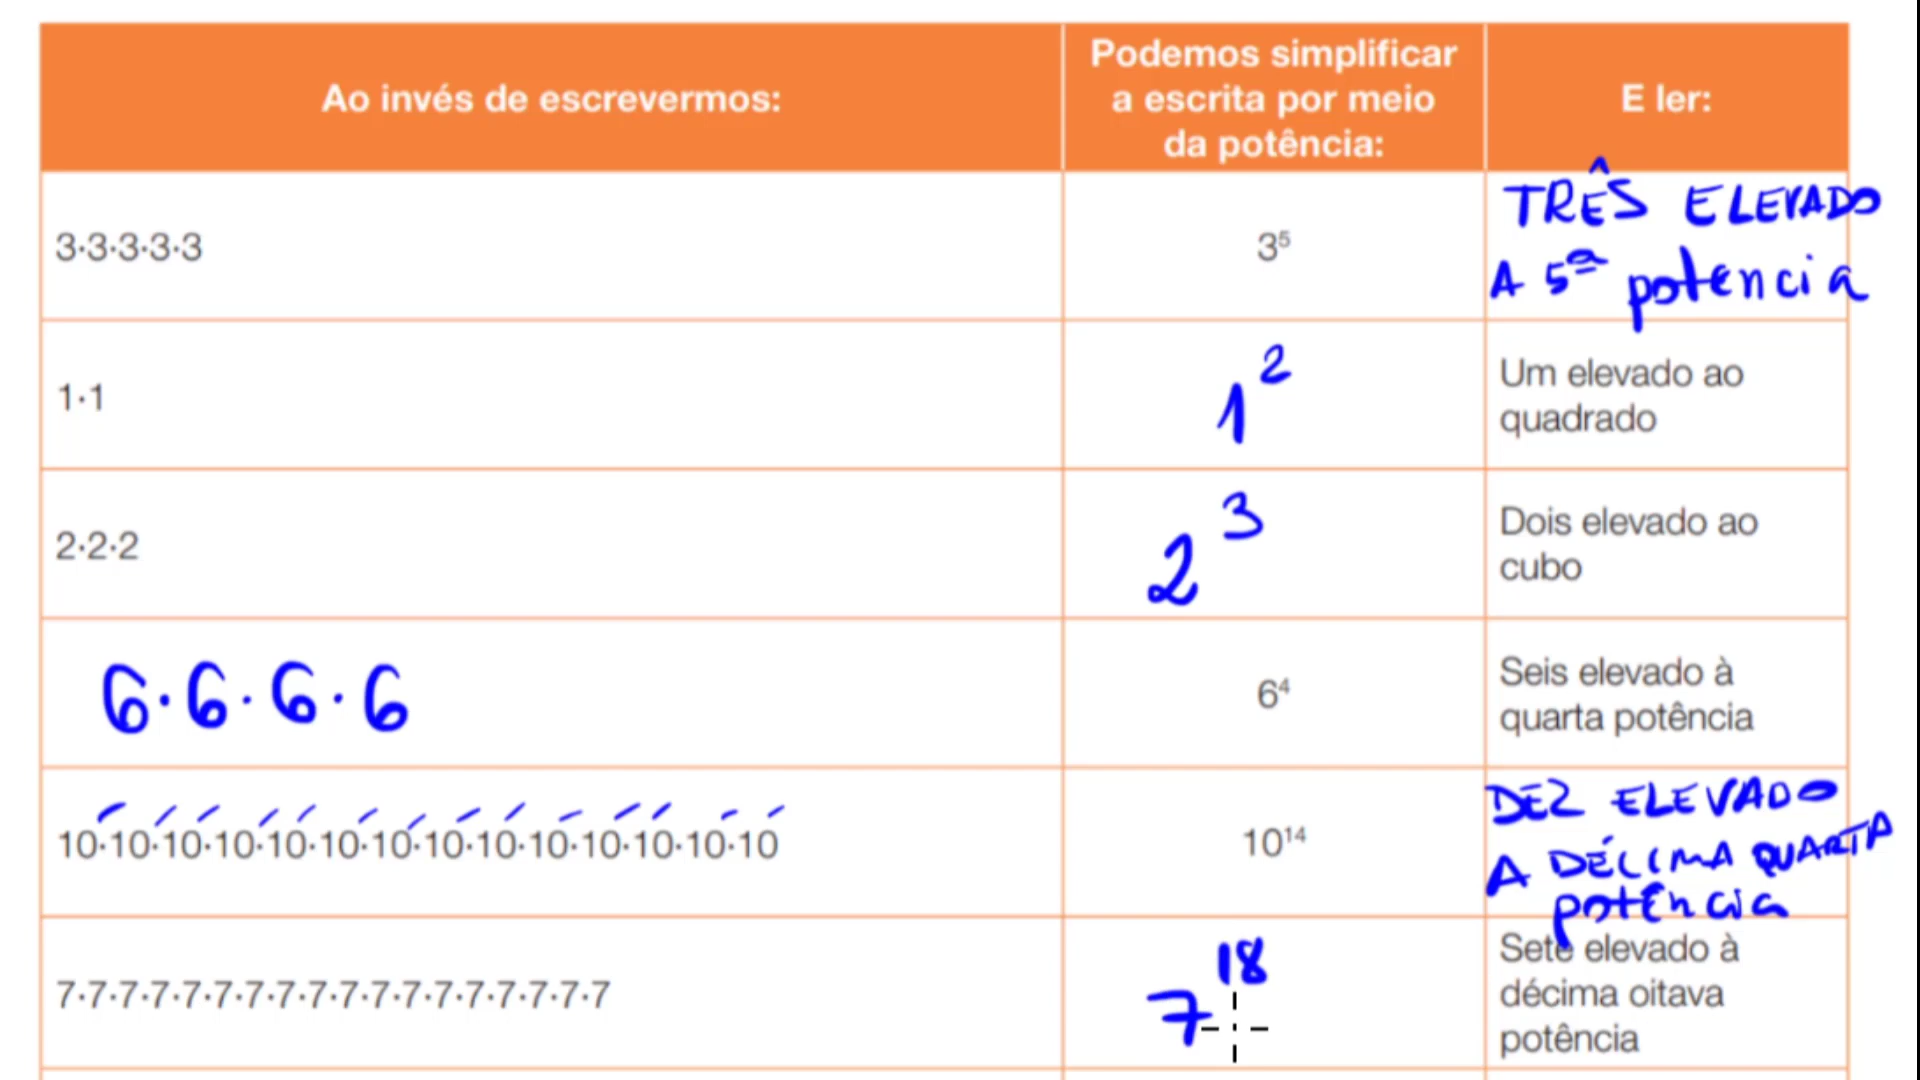 Ao invés de escrevermos:
Podemos simplificar
a escrita por meio
da potência:
E ler:
3·3·3·3·3
3⁵
TRÊS ELEVADO
A 5ª potencia
1·1
1²
Um elevado ao
quadrado
2·2·2
2³
Dois elevado ao
cubo
6·6·6·6
6⁴
Seis elevado à
quarta potência
10·10·10·10·10·10·10·10·10·10·10·10·10·10
10¹⁴
DEZ ELEVADO
A DÉCIMA QUARTA
potência
7·7·7·7·7·7·7·7·7·7·7·7·7·7·7·7·7·7
7¹⁸
Sete elevado à
décima oitava
potência